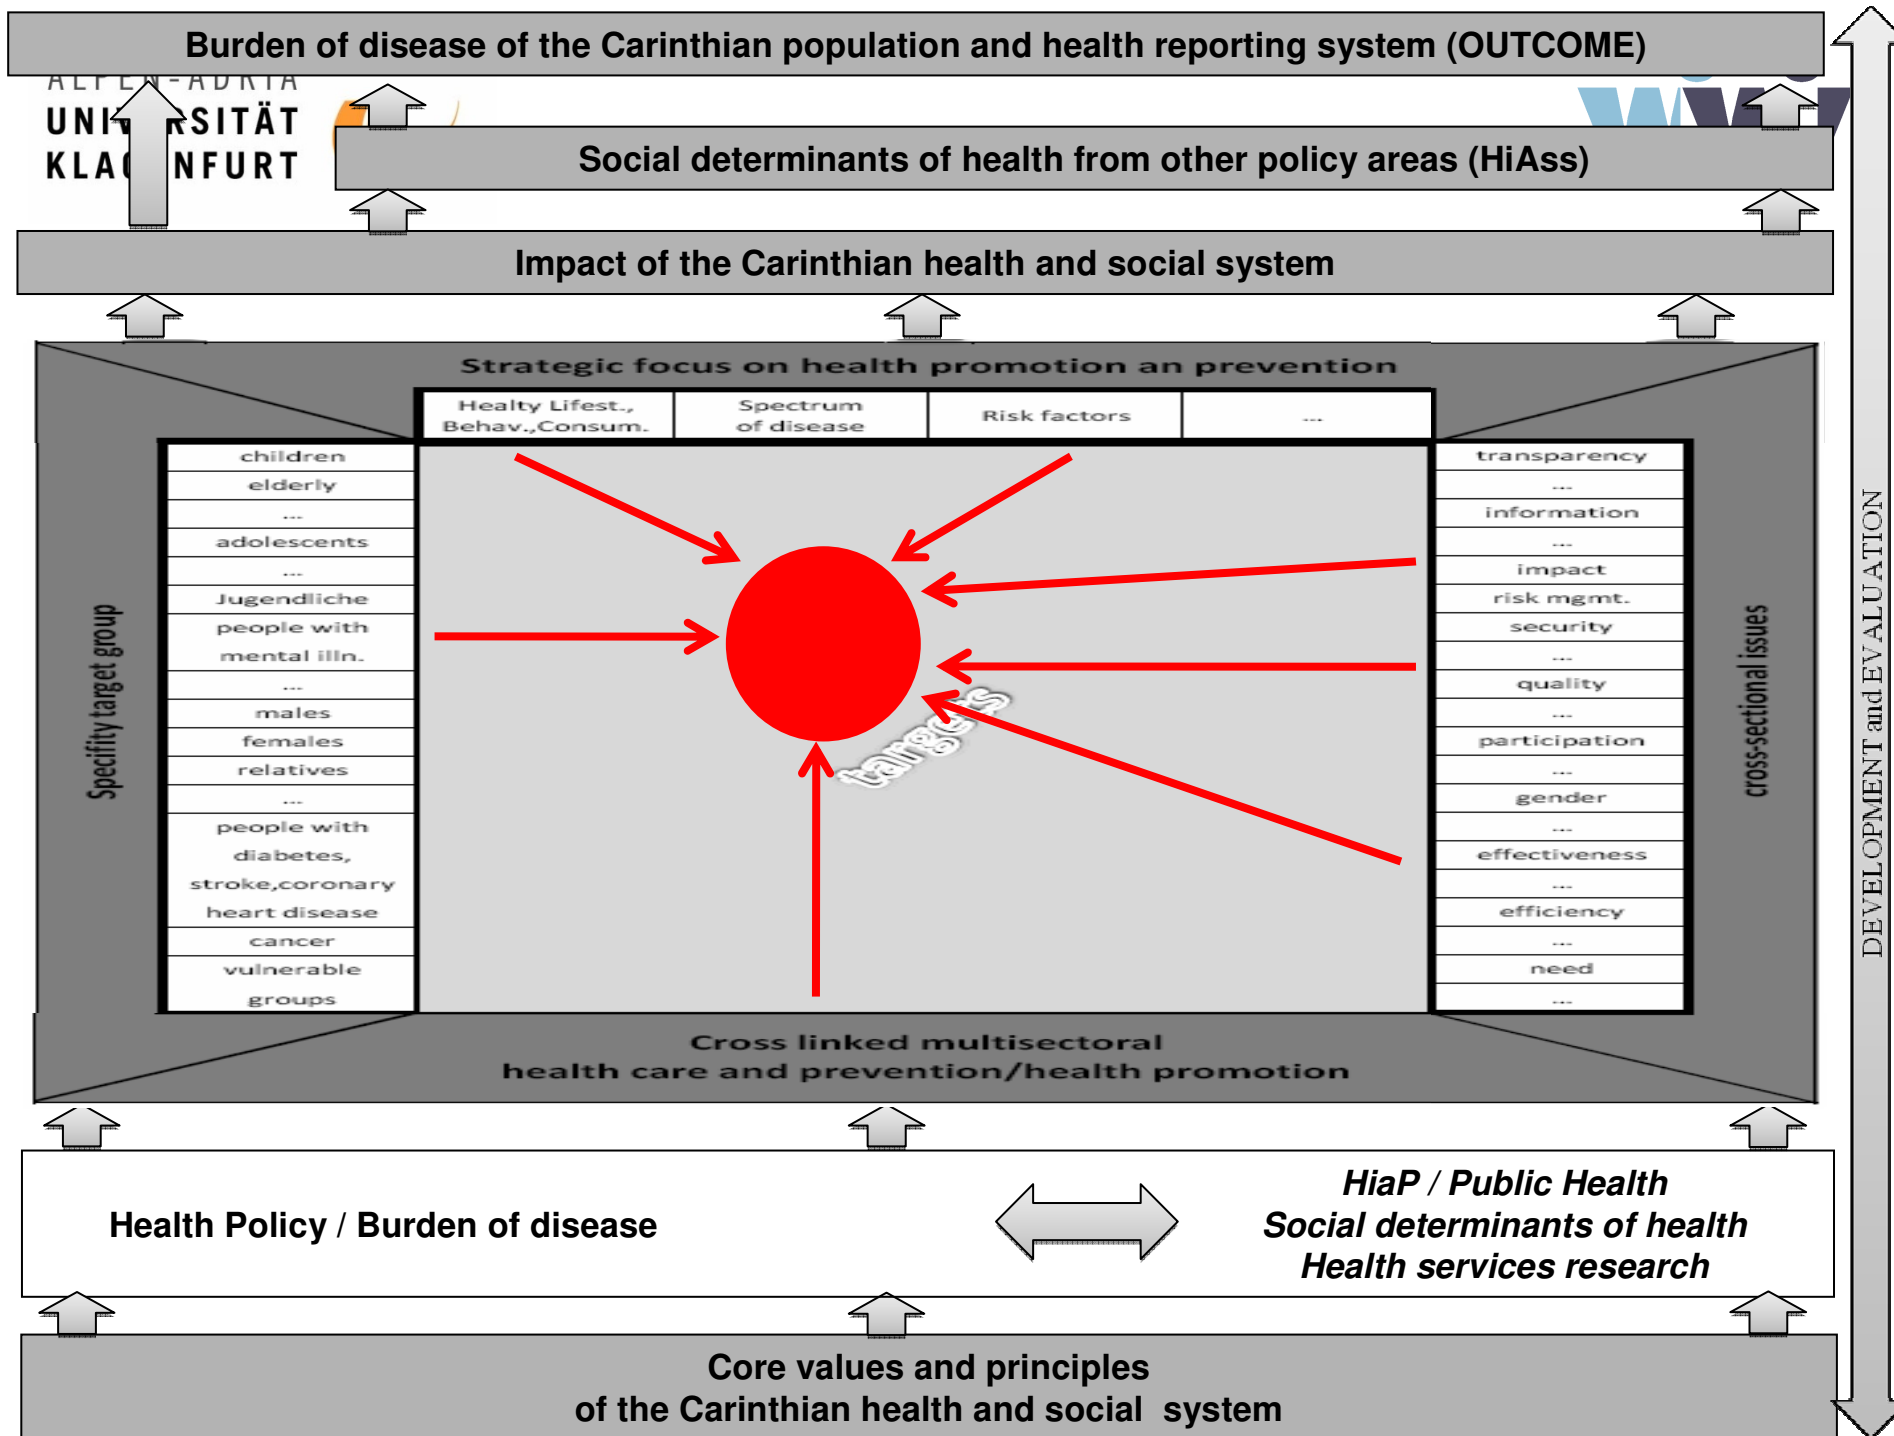 Burden of disease of the Carinthian population and health reporting system (OUTCOME)
ALPEN-ADRIA
UNIVERSITÄT
KLAGENFURT
Social determinants of health from other policy areas (HiAss)
Impact of the Carinthian health and social system
Strategic focus on health promotion an prevention
Healty Lifest.,
Behav.,Consum.
Spectrum
of disease
Risk factors
...
Specifity target group
children
elderly
...
adolescents
...
Jugendliche
people with
mental illn.
...
males
females
relatives
...
people with
diabetes,
stroke,coronary
heart disease
cancer
vulnerable
groups
targets
transparency
...
information
...
impact
risk mgmt.
security
...
quality
...
participation
...
gender
...
effectiveness
...
efficiency
...
need
...
cross-sectional issues
Cross linked multisectoral
health care and prevention/health promotion
Health Policy / Burden of disease
HiaP / Public Health
Social determinants of health
Health services research
Core values and principles
of the Carinthian health and social system
DEVELOPMENT and EVALUATION